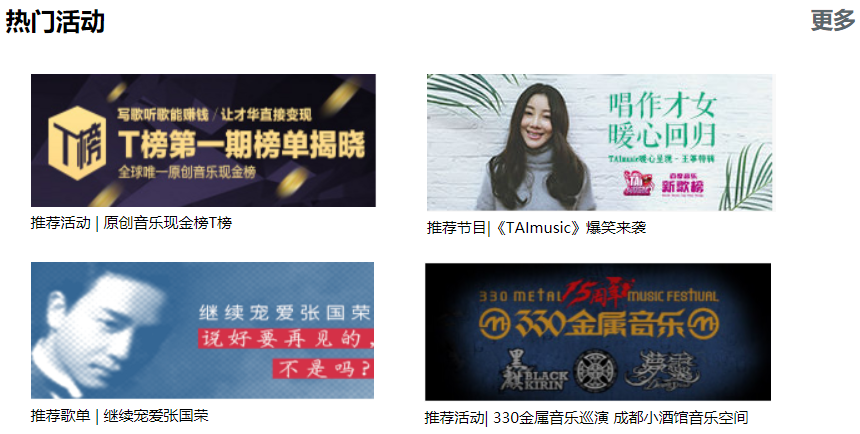 热门活动
更多
写歌听歌能赚钱 / 让才华直接变现
T榜
T榜第一期榜单揭晓
全球唯一原创音乐现金榜
推荐活动 | 原创音乐现金榜T榜
唱作才女
暖心回归
TAImusic暖心呈现 - 王筝特辑
TAI
百度音乐
新歌榜
推荐节目|《TAImusic》爆笑来袭
继续宠爱张国荣
说好要再见的,
不是吗?
推荐歌单 | 继续宠爱张国荣
330 METAL 15周年 MUSIC FESTIUAL
330金属音乐
黑麒 BLACK KIRIN
梦灵
推荐活动| 330金属音乐巡演 成都小酒馆音乐空间